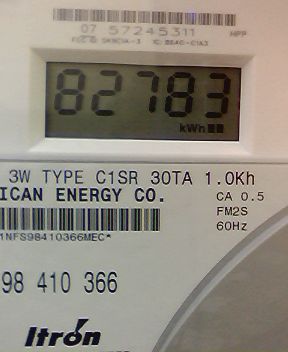 07 57245311 HPP
82783
kWh
3W TYPE C1SR 30TA 1.0Kh
ICAN ENERGY CO. CA 0.5
FM2S
60Hz
1NFS98410366MEC*
98 410 366
Itron